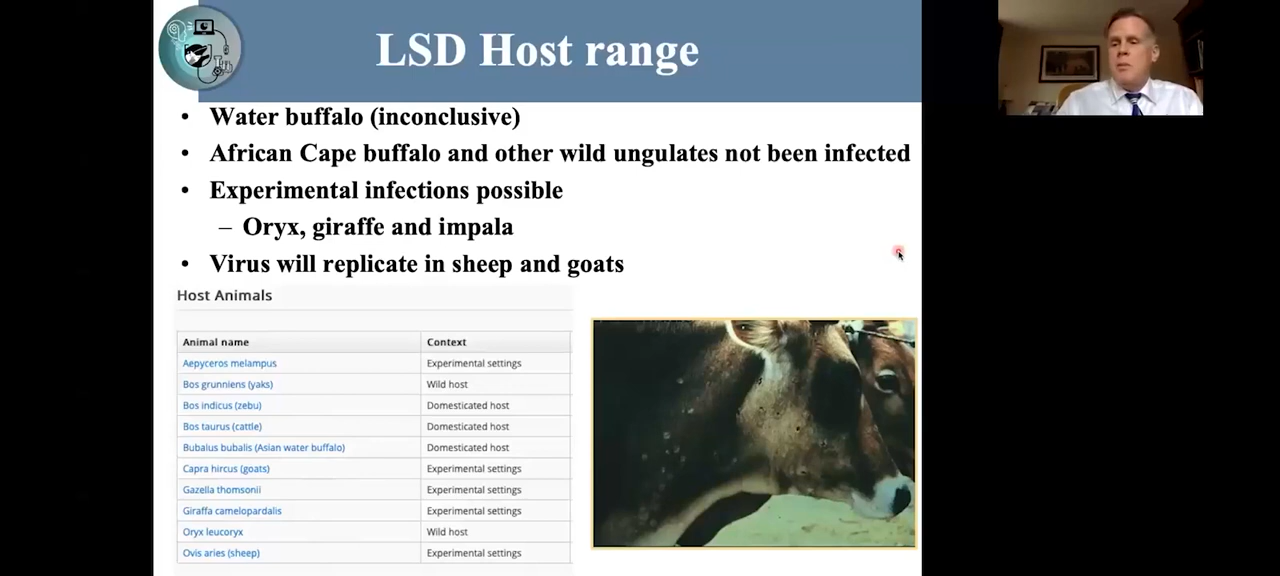 LSD Host range
• Water buffalo (inconclusive)
• African Cape buffalo and other wild ungulates not been infected
• Experimental infections possible
– Oryx, giraffe and impala
• Virus will replicate in sheep and goats
Host Animals
Animal name Context
Aepyceros melampus Experimental settings
Bos grunniens (yaks) Wild host
Bos indicus (zebu) Domesticated host
Bos taurus (cattle) Domesticated host
Bubalus bubalis (Asian water buffalo) Domesticated host
Capra hircus (goats) Experimental settings
Gazella thomsonii Experimental settings
Giraffa camelopardalis Experimental settings
Oryx leucoryx Wild host
Ovis aries (sheep) Experimental settings